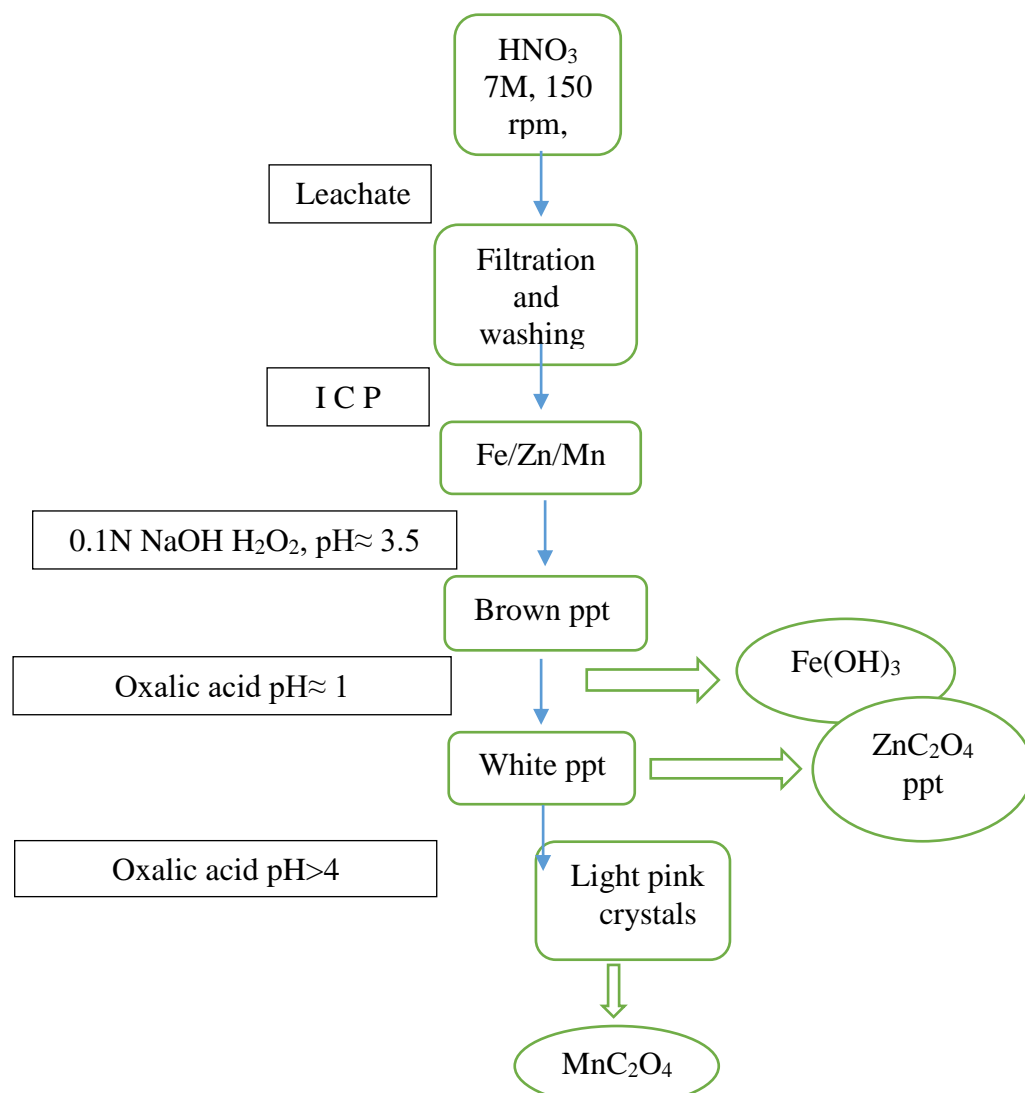 HNO₃
7M, 150
rpm,
Leachate
Filtration
and
washing
I C P
Fe/Zn/Mn
0.1N NaOH H₂O₂, pH≈ 3.5
Brown ppt
Fe(OH)₃
Oxalic acid pH≈ 1
White ppt
ZnC₂O₄
ppt
Oxalic acid pH>4
Light pink
crystals
MnC₂O₄